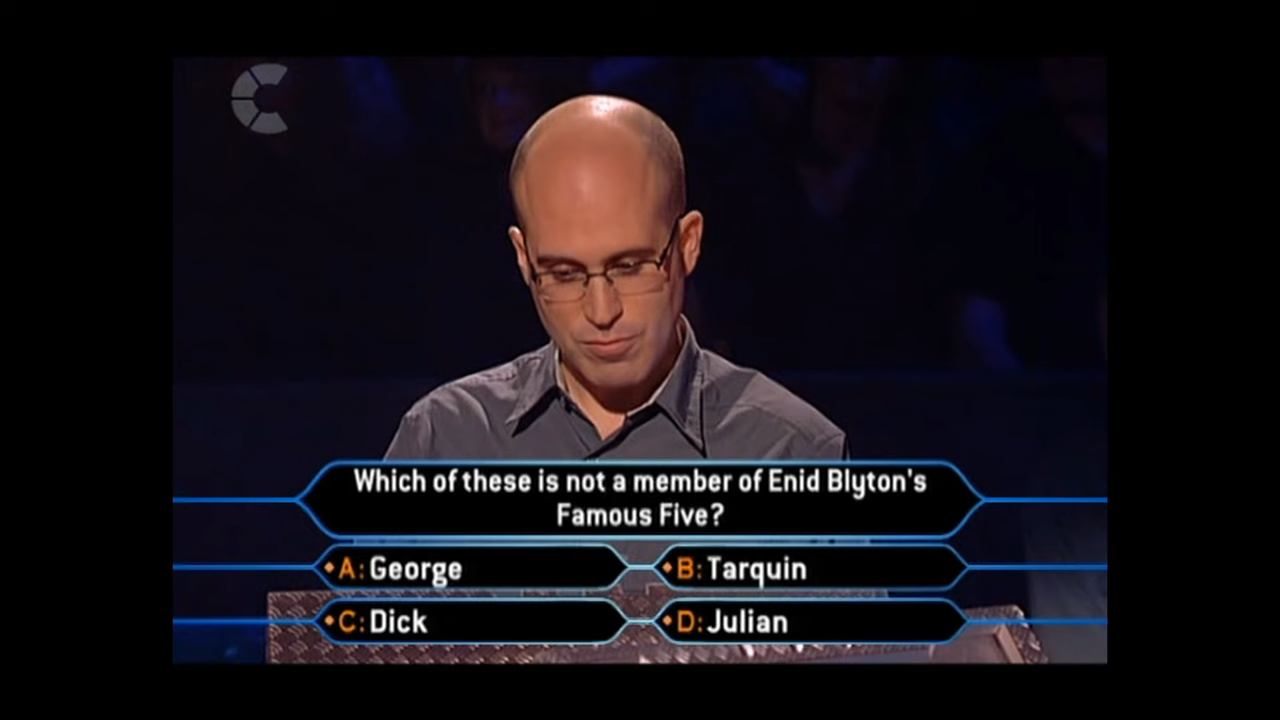 Which of these is not a member of Enid Blyton's
Famous Five?
A: George
B: Tarquin
C: Dick
D: Julian